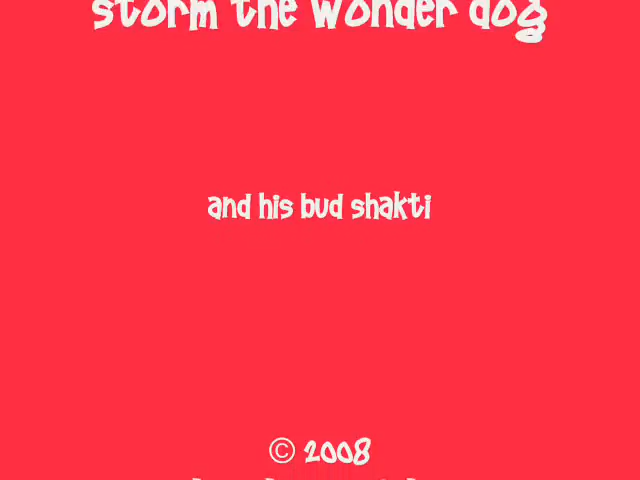 storm the wonder dog
and his bud shakti
© 2008